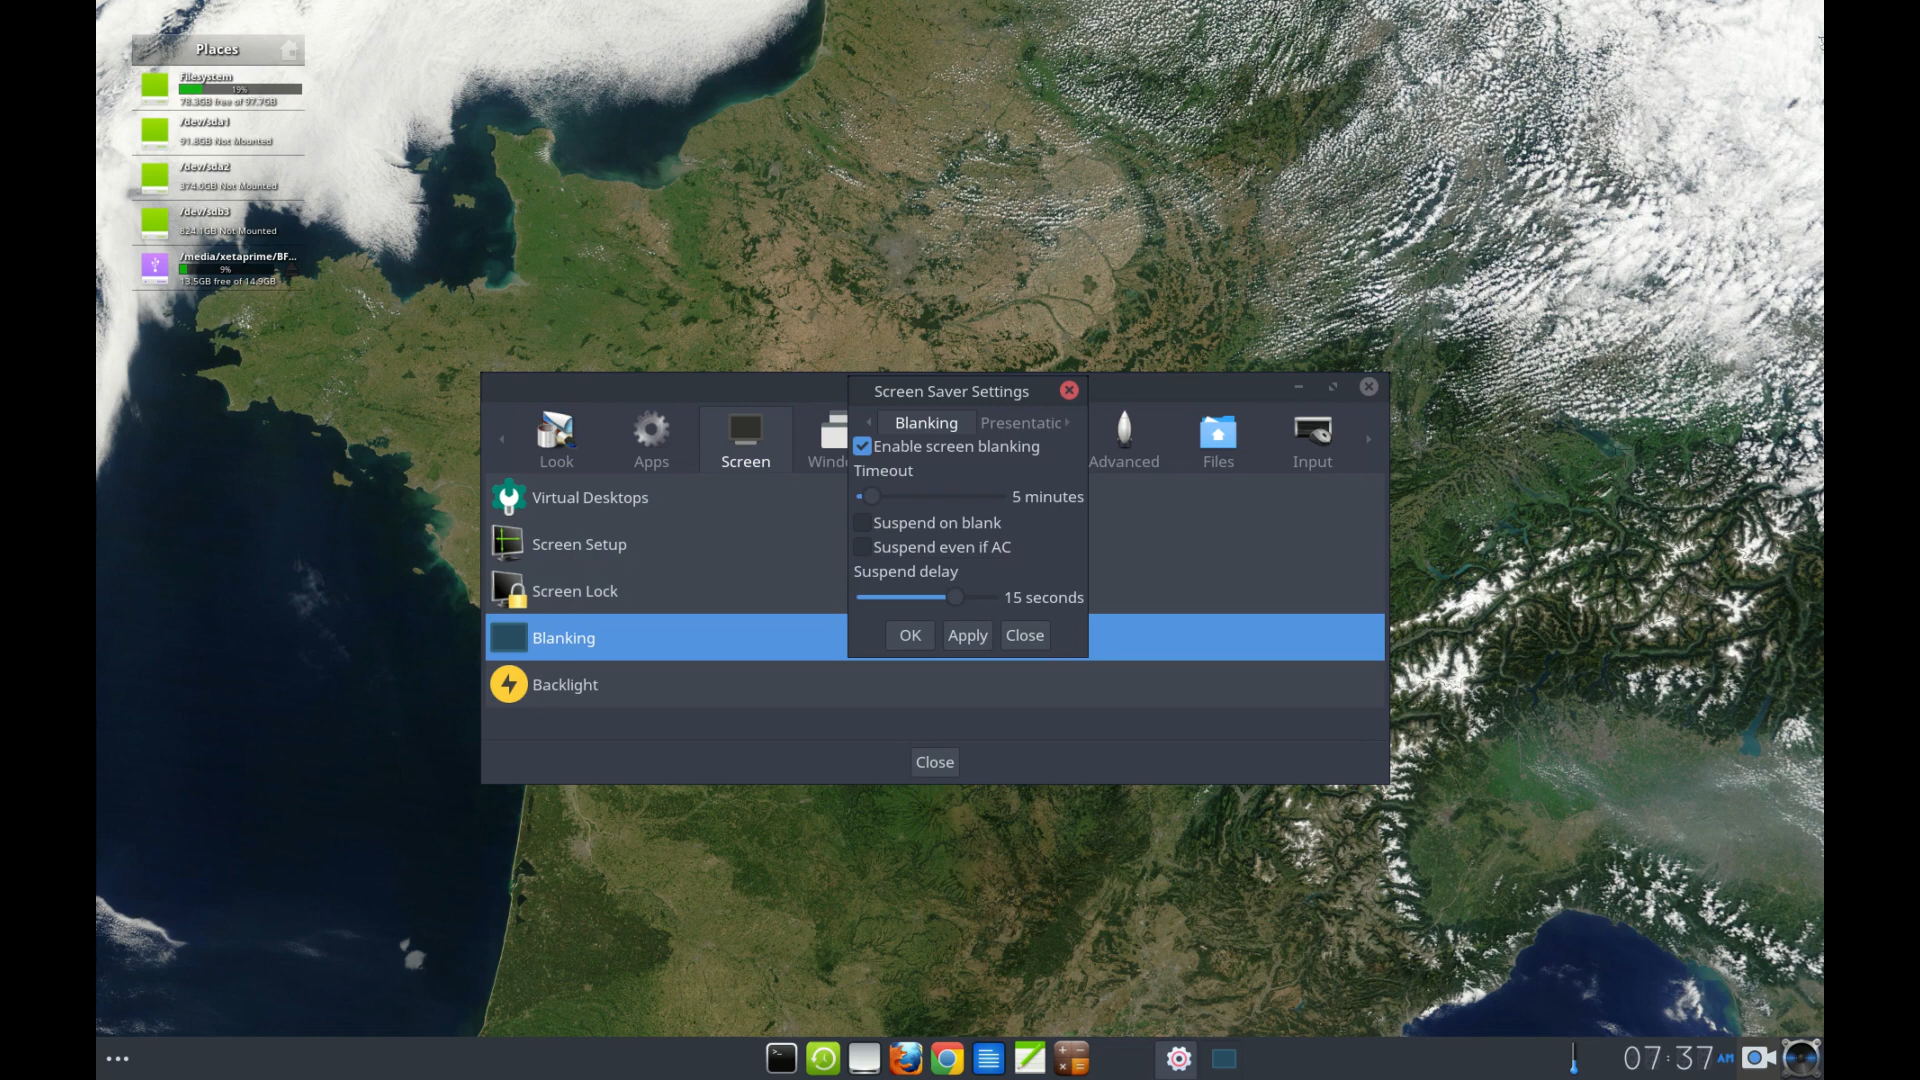 Places
Filesystem
19%
78.3GB free of 97.7GB
/dev/sda1
91.8GB Not Mounted
/dev/sda2
374.0GB Not Mounted
/dev/sdb3
824.1GB Not Mounted
/media/xetaprime/BF...
9%
13.5GB free of 14.9GB
Screen Saver Settings
Look
Apps
Screen
Windo
Advanced
Files
Input
Blanking
Presentatic
Enable screen blanking
Timeout
5 minutes
Suspend on blank
Suspend even if AC
Suspend delay
15 seconds
OK
Apply
Close
Virtual Desktops
Screen Setup
Screen Lock
Blanking
Backlight
Close
07:37 AM